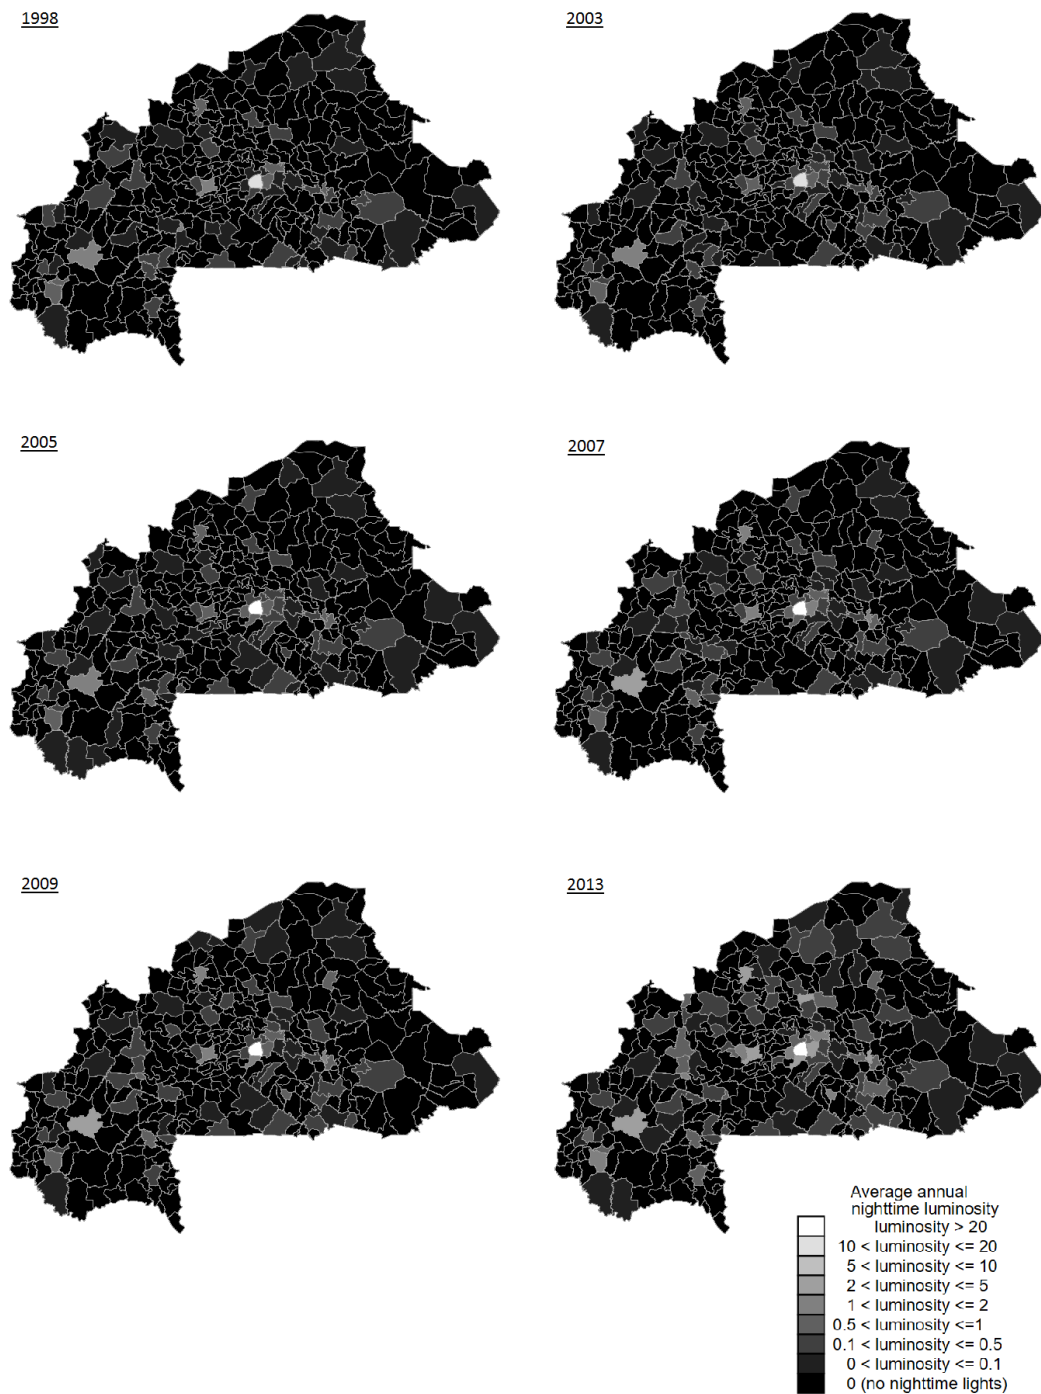 1998
2003
2005
2007
2009
2013
Average annual
nighttime luminosity
luminosity > 20
10 < luminosity <= 20
5 < luminosity <= 10
2 < luminosity <= 5
1 < luminosity <= 2
0.5 < luminosity <=1
0.1 < luminosity <= 0.5
0 < luminosity <= 0.1
0 (no nighttime lights)